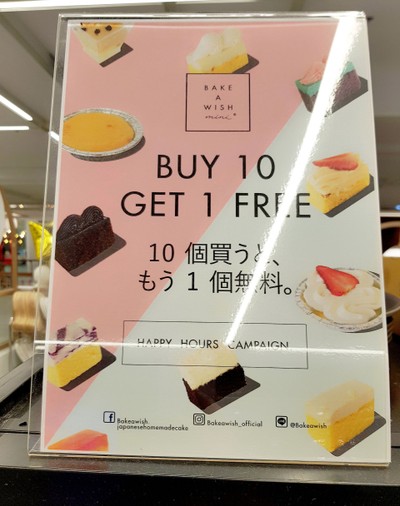 BAKE
A
WISH
mini
BUY 10
GET 1 FREE
10 個買うと、
もう 1 個無料。
HAPPY HOURS CAMPAIGN
Bakeawish.
japanesehomemadecake
Bakeawish_official
@Bakeawish